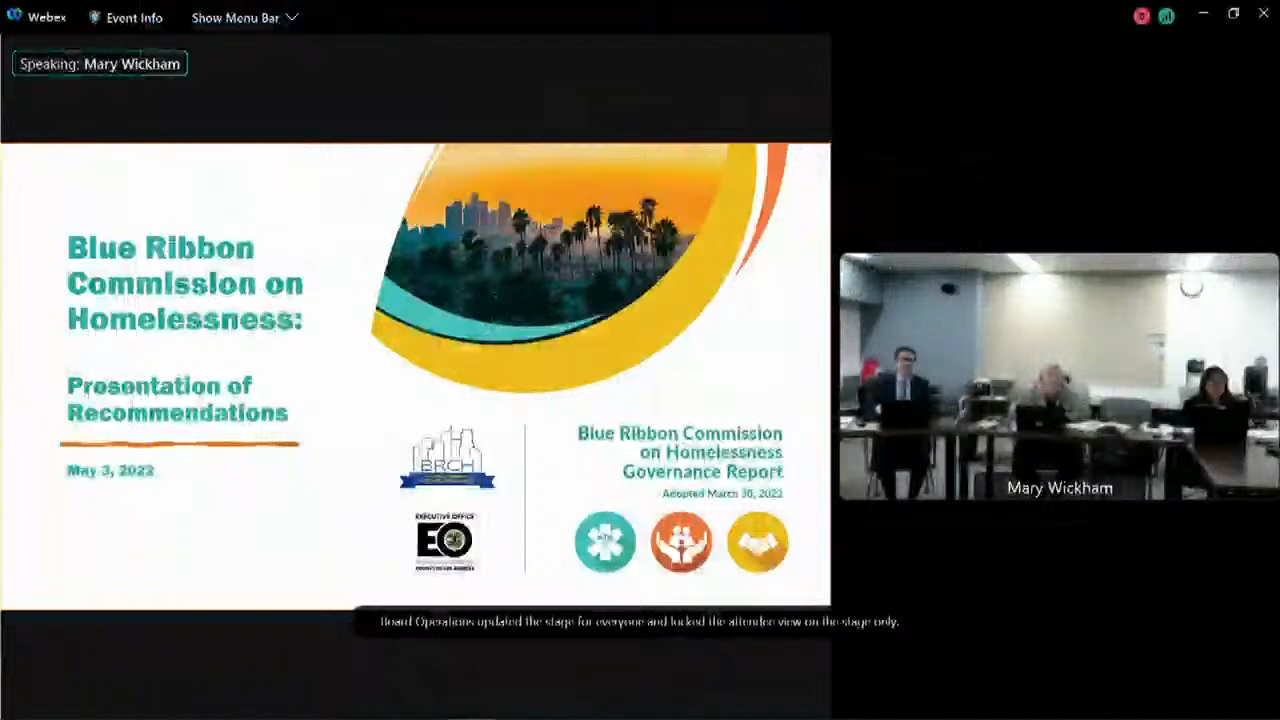 Webex
Event Info
Show Menu Bar
Speaking: Mary Wickham
Blue Ribbon
Commission on
Homelessness:
Presentation of
Recommendations
May 3, 2022
BRCH
EXECUTIVE OFFICE
EO
Blue Ribbon Commission
on Homelessness
Governance Report
Adopted March 30, 2022
Mary Wickham
Board Operations updated the stage for everyone and locked the attendee view on the stage only.